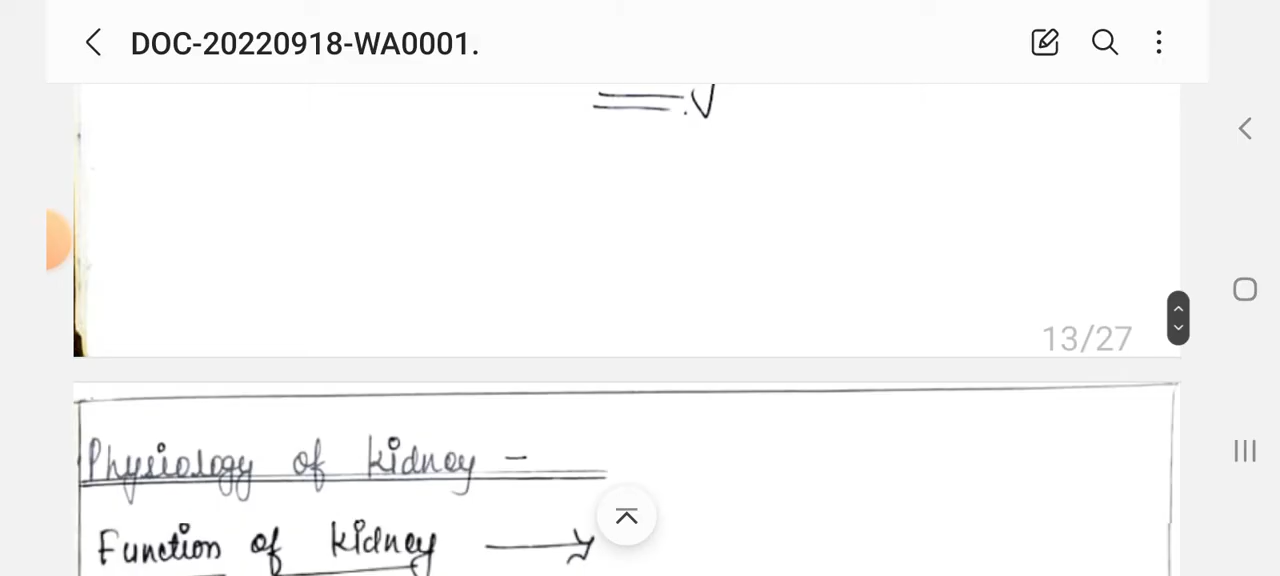 DOC-20220918-WA0001.
13/27
Physiology of kidney -
Function of kidney →